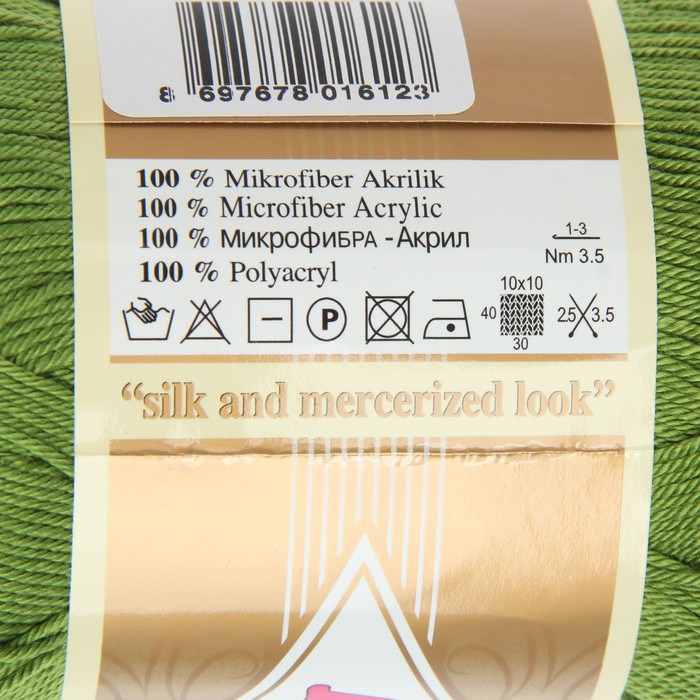 8 697678 016123
100 % Mikrofiber Akrilik
100 % Microfiber Acrylic
100 % МикрофиБРА - Акрил
100 % Polyacryl
1-3
Nm 3.5
P
10x10
40
30
2.5 3.5
“silk and mercerized look”